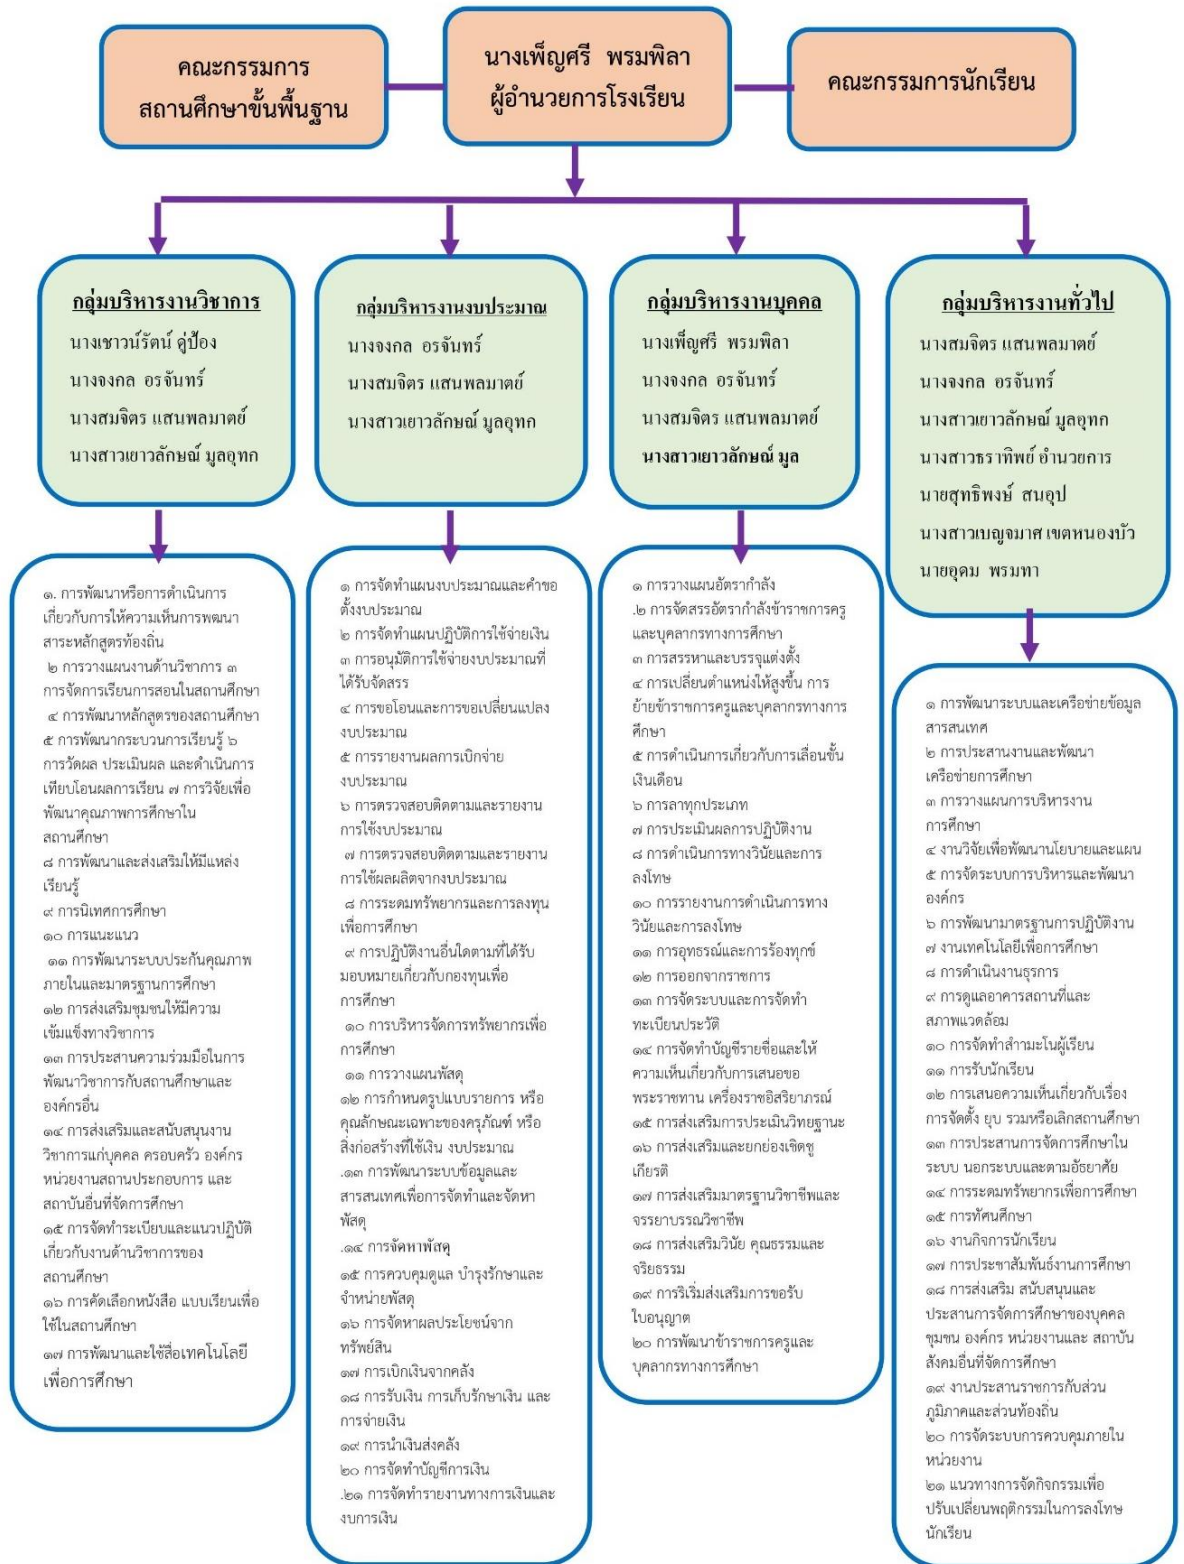 คณะกรรมการ
สถานศึกษาขั้นพื้นฐาน
นางเพ็ญศรี พรมพิลา
ผู้อำนวยการโรงเรียน
คณะกรรมการนักเรียน
กลุ่มบริหารงานวิชาการ
นางเชาวน์รัตน์ คู่ป้อง
นางจงกล อรจันทร์
นางสมจิตร แสนพลมาตย์
นางสาวเยาวลักษณ์ มูลอุทก
กลุ่มบริหารงานงบประมาณ
นางจงกล อรจันทร์
นางสมจิตร แสนพลมาตย์
นางสาวเยาวลักษณ์ มูลอุทก
กลุ่มบริหารงานบุคคล
นางเพ็ญศรี พรมพิลา
นางจงกล อรจันทร์
นางสมจิตร แสนพลมาตย์
นางสาวเยาวลักษณ์ มูล
กลุ่มบริหารงานทั่วไป
นางสมจิตร แสนพลมาตย์
นางจงกล อรจันทร์
นางสาวเยาวลักษณ์ มูลอุทก
นางสาวธราทิพย์ อำนวยการ
นายสุทธิพงษ์ สนอุป
นางสาวเบญจมาศ เขตหนองบัว
นายอุดม พรมทา
๑. การพัฒนาหรือการดำเนินการ
เกี่ยวกับการให้ความเห็นการพฒนา
สาระหลักสูตรท้องถิ่น
๒ การวางแผนงานด้านวิชาการ ๓
การจัดการเรียนการสอนในสถานศึกษา
๔ การพัฒนาหลักสูตรของสถานศึกษา
๕ การพัฒนากระบวนการเรียนรู้ ๖
การวัดผล ประเมินผล และดำเนินการ
เทียบโอนผลการเรียน ๗ การวิจัยเพื่อ
พัฒนาคุณภาพการศึกษาใน
สถานศึกษา
๘ การพัฒนาและส่งเสริมให้มีแหล่ง
เรียนรู้
๙ การนิเทศการศึกษา
๑๐ การแนะแนว
๑๑ การพัฒนาระบบประกันคุณภาพ
ภายในและมาตรฐานการศึกษา
๑๒ การส่งเสริมชุมชนให้มีความ
เข้มแข็งทางวิชาการ
๑๓ การประสานความร่วมมือในการ
พัฒนาวิชาการกับสถานศึกษาและ
องค์กรอื่น
๑๔ การส่งเสริมและสนับสนุนงาน
วิชาการแก่บุคคล ครอบครัว องค์กร
หน่วยงานสถานประกอบการ และ
สถาบันอื่นที่จัดการศึกษา
๑๕ การจัดทำระเบียบและแนวปฏิบัติ
เกี่ยวกับงานด้านวิชาการของ
สถานศึกษา
๑๖ การคัดเลือกหนังสือ แบบเรียนเพื่อ
ใช้ในสถานศึกษา
๑๗ การพัฒนาและใช้สื่อเทคโนโลยี
เพื่อการศึกษา
๑ การจัดทำแผนงบประมาณและคำขอ
ตั้งงบประมาณ
๒ การจัดทำแผนปฏิบัติการใช้จ่ายเงิน
๓ การอนุมัติการใช้จ่ายงบประมาณที่
ได้รับจัดสรร
๔ การขอโอนและการขอเปลี่ยนแปลง
งบประมาณ
๕ การรายงานผลการเบิกจ่าย
งบประมาณ
๖ การตรวจสอบติดตามและรายงาน
การใช้งบประมาณ
๗ การตรวจสอบติดตามและรายงาน
การใช้ผลผลิตจากงบประมาณ
๘ การระดมทรัพยากรและการลงทุน
เพื่อการศึกษา
๙ การปฏิบัติงานอื่นใดตามที่ได้รับ
มอบหมายเกี่ยวกับกองทุนเพื่อ
การศึกษา
๑๐ การบริหารจัดการทรัพยากรเพื่อ
การศึกษา
๑๑ การวางแผนพัสดุ
๑๒ การกำหนดรูปแบบรายการ หรือ
คุณลักษณะเฉพาะของครุภัณฑ์ หรือ
สิ่งก่อสร้างที่ใช้เงิน งบประมาณ
.๑๓ การพัฒนาระบบข้อมูลและ
สารสนเทศเพื่อการจัดทำและจัดหา
พัสดุ
.๑๔ การจัดหาพัสดุ
๑๕ การควบคุมดูแล บำรุงรักษาและ
จำหน่ายพัสดุ
๑๖ การจัดหาผลประโยชน์จาก
ทรัพย์สิน
๑๗ การเบิกเงินจากคลัง
๑๘ การรับเงิน การเก็บรักษาเงิน และ
การจ่ายเงิน
๑๙ การนำเงินส่งคลัง
๒๐ การจัดทำบัญชีการเงิน
.๒๑ การจัดทำรายงานทางการเงินและ
งบการเงิน
๑ การวางแผนอัตรากำลัง
.๒ การจัดสรรอัตรากำลังข้าราชการครู
และบุคลากรทางการศึกษา
๓ การสรรหาและบรรจุแต่งตั้ง
๔ การเปลี่ยนตำแหน่งให้สูงขึ้น การ
ย้ายข้าราชการครูและบุคลากรทางการ
ศึกษา
๕ การดำเนินการเกี่ยวกับการเลื่อนขั้น
เงินเดือน
๖ การลาทุกประเภท
๗ การประเมินผลการปฏิบัติงาน
๘ การดำเนินการทางวินัยและการ
ลงโทษ
๑๐ การรายงานการดำเนินการทาง
วินัยและการลงโทษ
๑๑ การอุทธรณ์และการร้องทุกข์
๑๒ การออกจากราชการ
๑๓ การจัดระบบและการจัดทำ
ทะเบียนประวัติ
๑๔ การจัดทำบัญชีรายชื่อและให้
ความเห็นเกี่ยวกับการเสนอขอ
พระราชทาน เครื่องราชอิสริยาภรณ์
๑๕ การส่งเสริมการประเมินวิทยฐานะ
๑๖ การส่งเสริมและยกย่องเชิดชู
เกียรติ
๑๗ การส่งเสริมมาตรฐานวิชาชีพและ
จรรยาบรรณวิชาชีพ
๑๘ การส่งเสริมวินัย คุณธรรมและ
จริยธรรม
๑๙ การริเริ่มส่งเสริมการขอรับ
ใบอนุญาต
๒๐ การพัฒนาข้าราชการครูและ
บุคลากรทางการศึกษา
๑ การพัฒนาระบบและเครือข่ายข้อมูล
สารสนเทศ
๒ การประสานงานและพัฒนา
เครือข่ายการศึกษา
๓ การวางแผนการบริหารงาน
การศึกษา
๔ งานวิจัยเพื่อพัฒนานโยบายและแผน
๕ การจัดระบบการบริหารและพัฒนา
องค์กร
๖ การพัฒนามาตรฐานการปฏิบัติงาน
๗ งานเทคโนโลยีเพื่อการศึกษา
๘ การดำเนินงานธุรการ
๙ การดูแลอาคารสถานที่และ
สภาพแวดล้อม
๑๐ การจัดทำสำามะโนผู้เรียน
๑๑ การรับนักเรียน
๑๒ การเสนอความเห็นเกี่ยวกับเรื่อง
การจัดตั้ง ยุบ รวมหรือเลิกสถานศึกษา
๑๓ การประสานการจัดการศึกษาใน
ระบบ นอกระบบและตามอัธยาศัย
๑๔ การระดมทรัพยากรเพื่อการศึกษา
๑๕ การทัศนศึกษา
๑๖ งานกิจการนักเรียน
๑๗ การประชาสัมพันธ์งานการศึกษา
๑๘ การส่งเสริม สนับสนุนและ
ประสานการจัดการศึกษาของบุคคล
ชุมชน องค์กร หน่วยงานและ สถาบัน
สังคมอื่นที่จัดการศึกษา
๑๙ งานประสานราชการกับส่วน
ภูมิภาคและส่วนท้องถิ่น
๒๐ การจัดระบบการควบคุมภายใน
หน่วยงาน
๒๑ แนวทางการจัดกิจกรรมเพื่อ
ปรับเปลี่ยนพฤติกรรมในการลงโทษ
นักเรียน